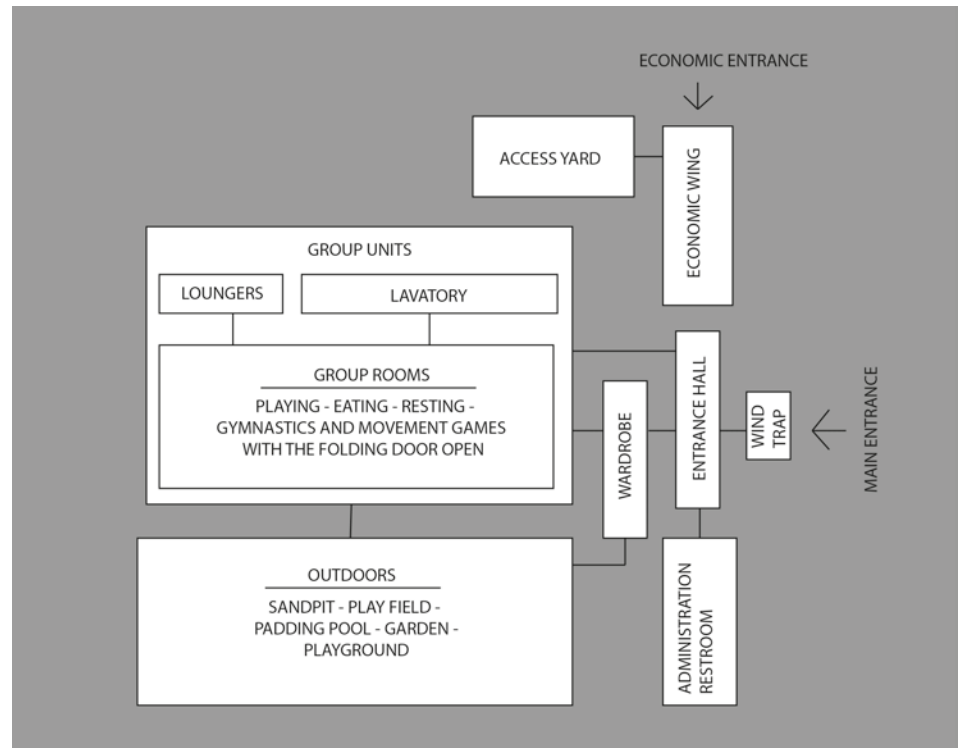 ECONOMIC ENTRANCE
ACCESS YARD
ECONOMIC WING
GROUP UNITS
LOUNGERS
LAVATORY
GROUP ROOMS
PLAYING - EATING - RESTING -
GYMNASTICS AND MOVEMENT GAMES
WITH THE FOLDING DOOR OPEN
WARDROBE
ENTRANCE HALL
WIND
TRAP
MAIN ENTRANCE
OUTDOORS
SANDPIT - PLAY FIELD -
PADDING POOL - GARDEN -
PLAYGROUND
ADMINISTRATION
RESTROOM